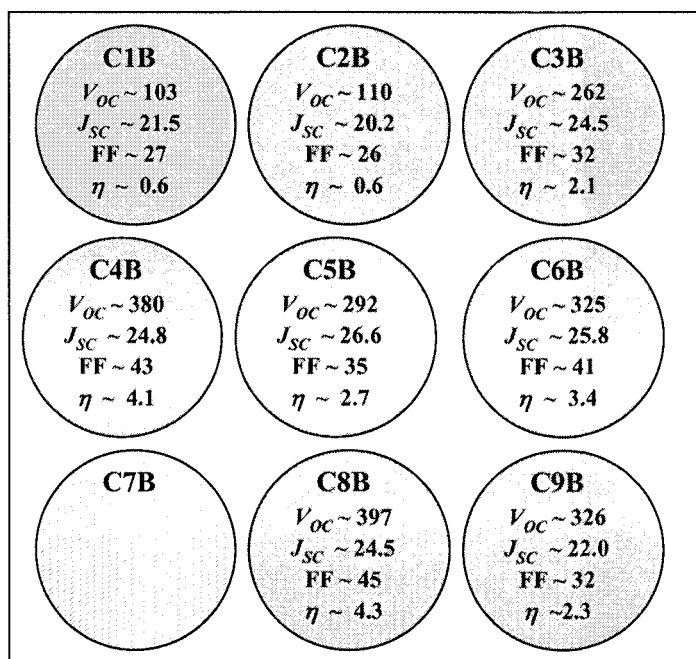 C1B
V_OC ~ 103
J_SC ~ 21.5
FF ~ 27
η ~ 0.6
C2B
V_OC ~ 110
J_SC ~ 20.2
FF ~ 26
η ~ 0.6
C3B
V_OC ~ 262
J_SC ~ 24.5
FF ~ 32
η ~ 2.1
C4B
V_OC ~ 380
J_SC ~ 24.8
FF ~ 43
η ~ 4.1
C5B
V_OC ~ 292
J_SC ~ 26.6
FF ~ 35
η ~ 2.7
C6B
V_OC ~ 325
J_SC ~ 25.8
FF ~ 41
η ~ 3.4
C7B
C8B
V_OC ~ 397
J_SC ~ 24.5
FF ~ 45
η ~ 4.3
C9B
V_OC ~ 326
J_SC ~ 22.0
FF ~ 32
η ~2.3